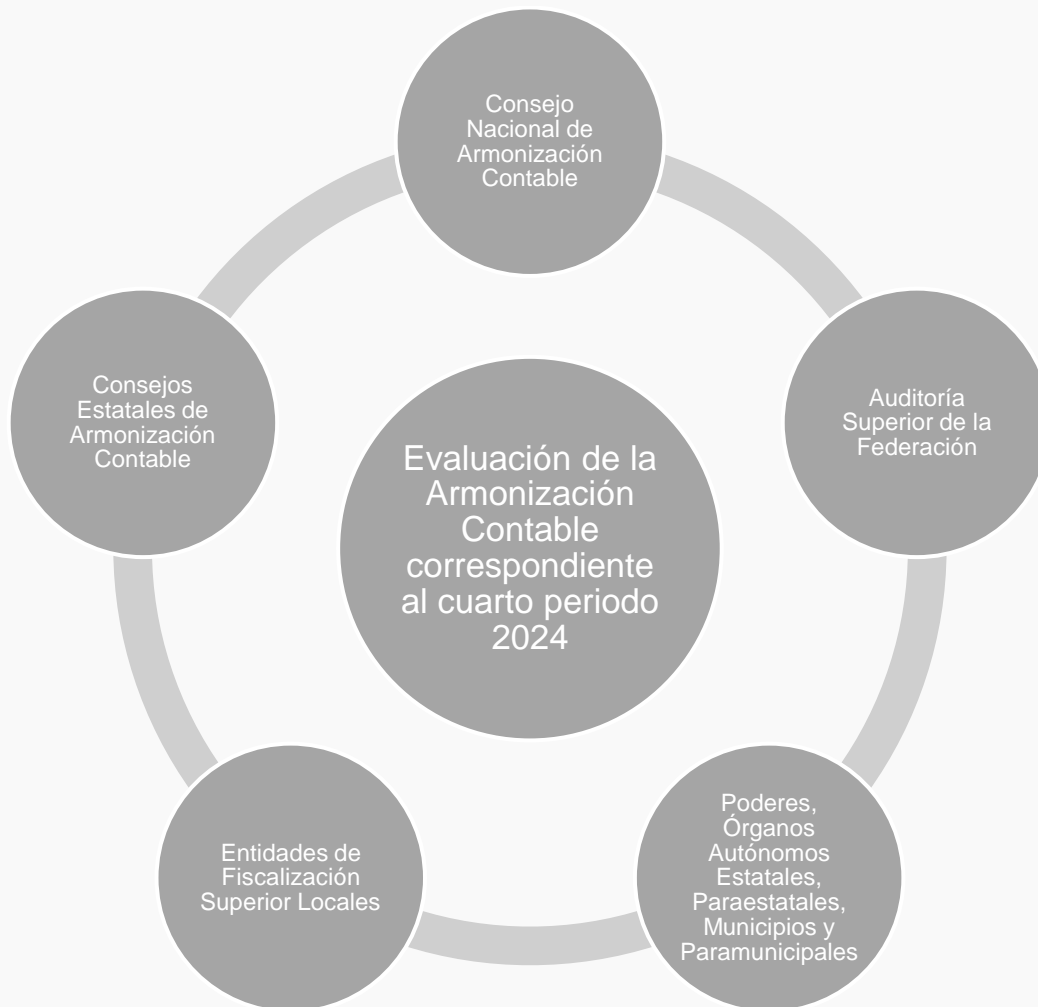 Consejo
Nacional de
Armonización
Contable
Auditoría
Superior de la
Federación
Poderes,
Órganos
Autónomos
Estatales,
Paraestatales,
Municipios y
Paramunicipales
Entidades de
Fiscalización
Superior Locales
Consejos
Estatales de
Armonización
Contable
Evaluación de la
Armonización
Contable
correspondiente
al cuarto periodo
2024